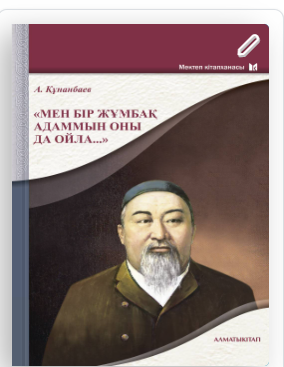 Мектеп кітапханасы
А. Құнанбаев
«МЕН БІР ЖҰМБАҚ
АДАММЫН ОНЫ
ДА ОЙЛА...»
АЛМАТЫКІТАП